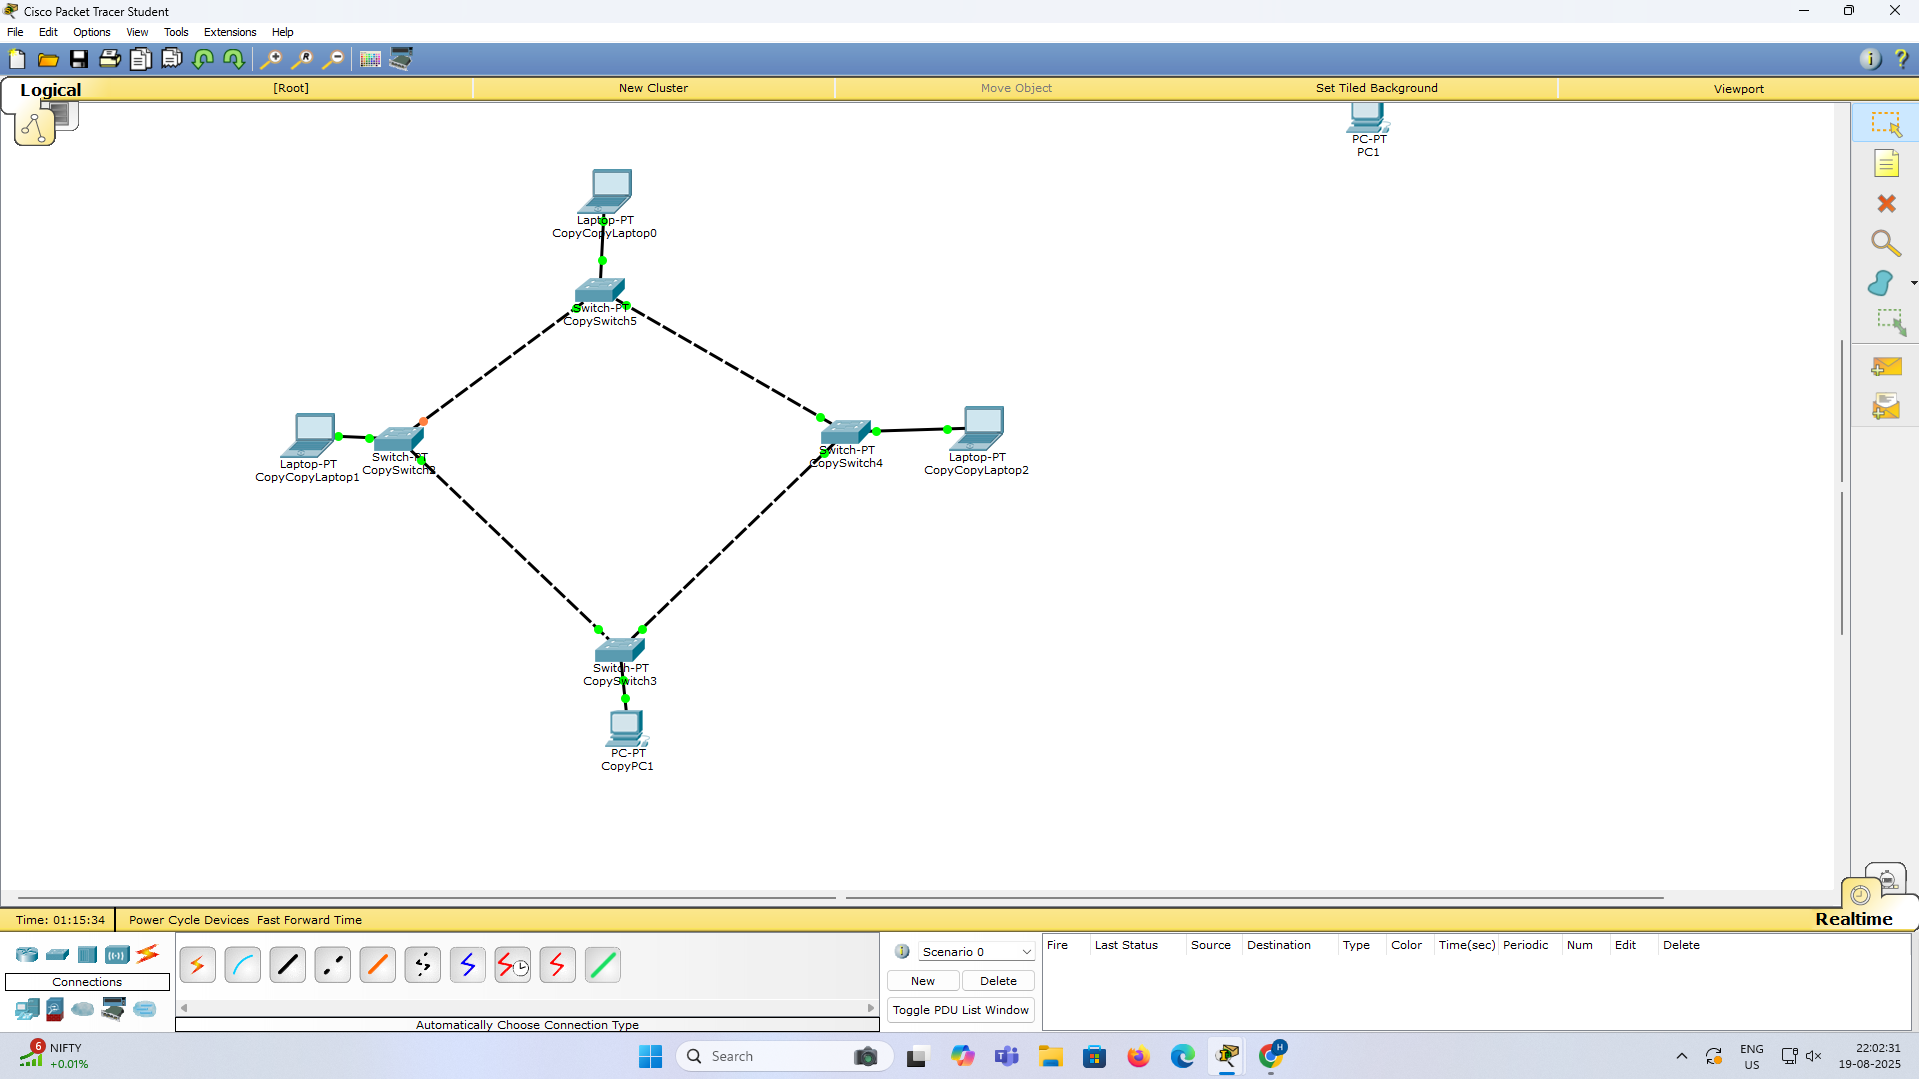 Cisco Packet Tracer Student
File Edit Options View Tools Extensions Help
Logical [Root] New Cluster Move Object Set Tiled Background Viewport
PC-PT
PC1
Laptop-PT
CopyCopyLaptop0
Switch-PT
CopySwitch5
Laptop-PT
CopyCopyLaptop1
Switch-PT
Switch-PT
CopySwitch4
Laptop-PT
CopyCopyLaptop2
Switch-PT
CopySwitch3
PC-PT
CopyPC1
Time: 01:15:34 Power Cycle Devices Fast Forward Time
Realtime
Connections
Automatically Choose Connection Type
Scenario 0
New Delete
Toggle PDU List Window
Fire Last Status Source Destination Type Color Time(sec) Periodic Num Edit Delete
6
NIFTY
+0.01%
Search
H
ENG
US
22:02:31
19-08-2025